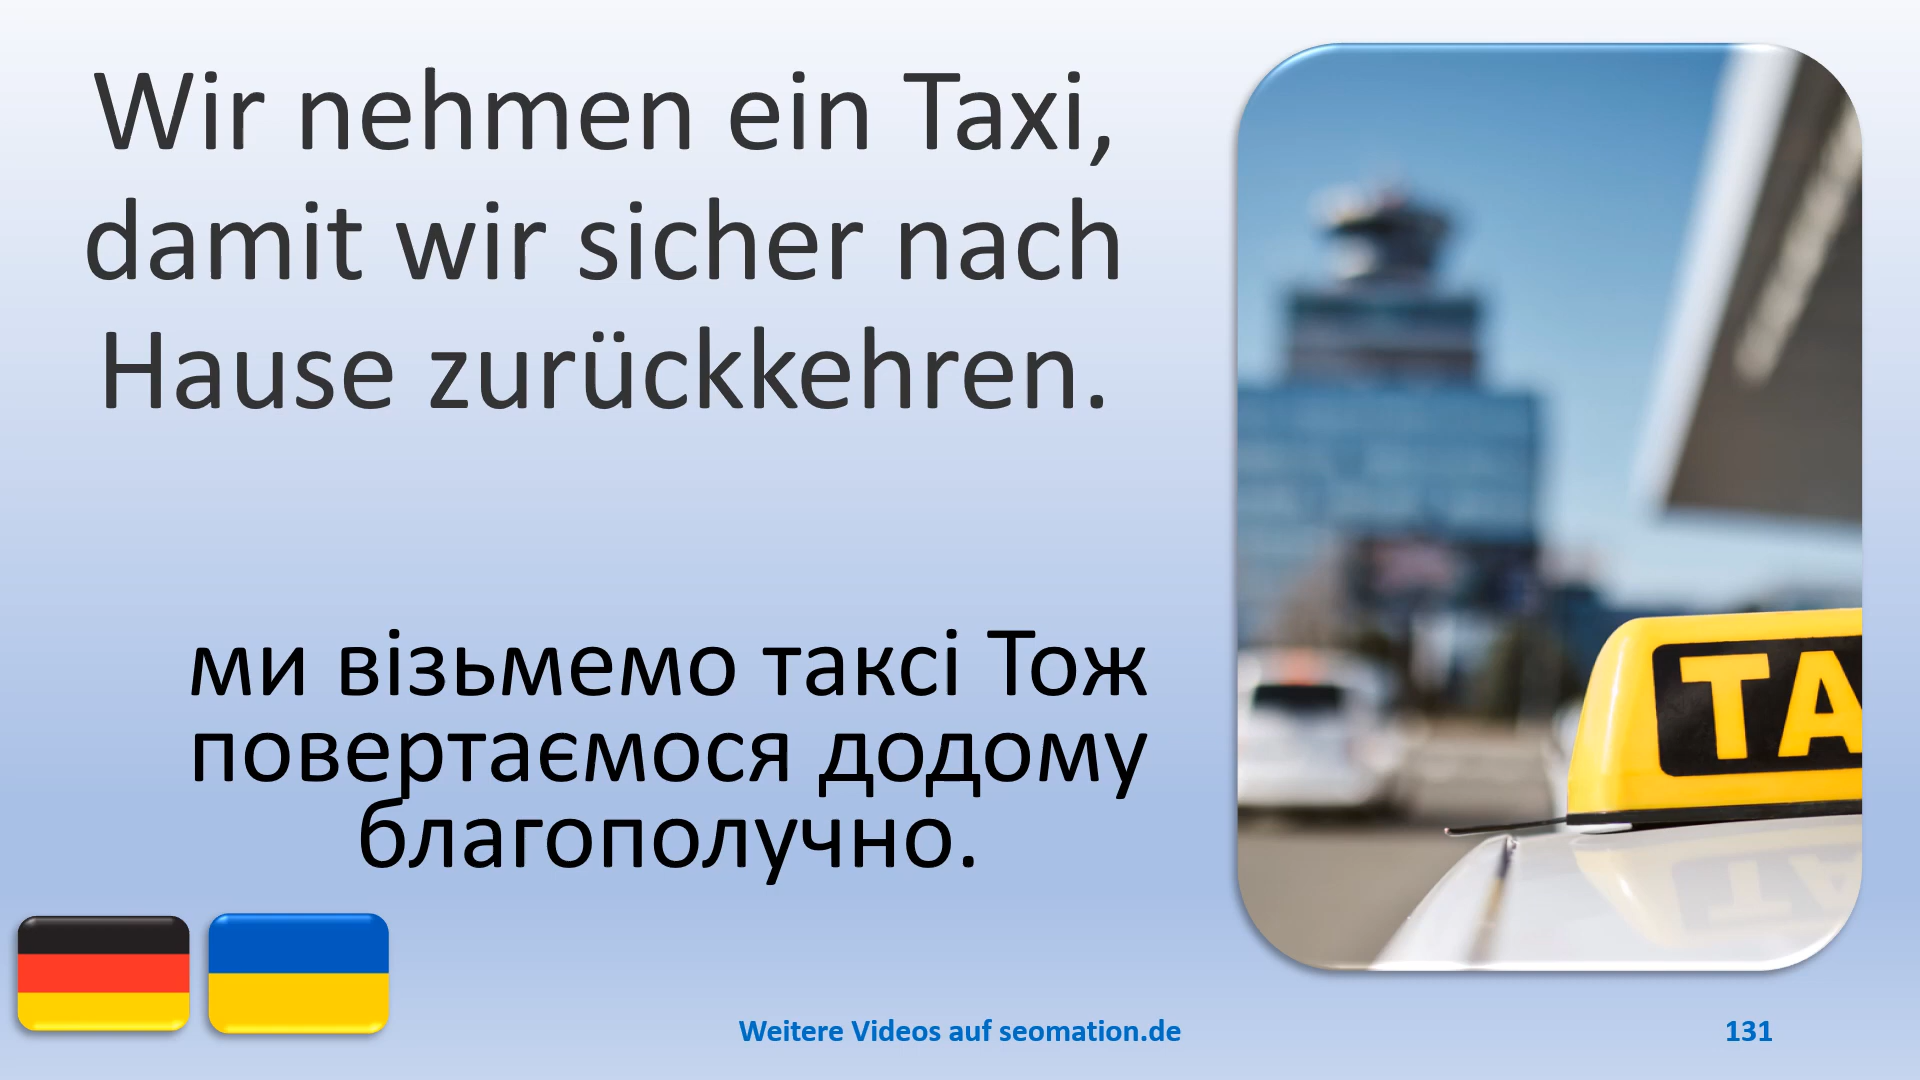 Wir nehmen ein Taxi,
damit wir sicher nach
Hause zurückkehren.
ми візьмемо таксі Тож
повертаємося додому
благополучно.
TA
Weitere Videos auf seomation.de
131